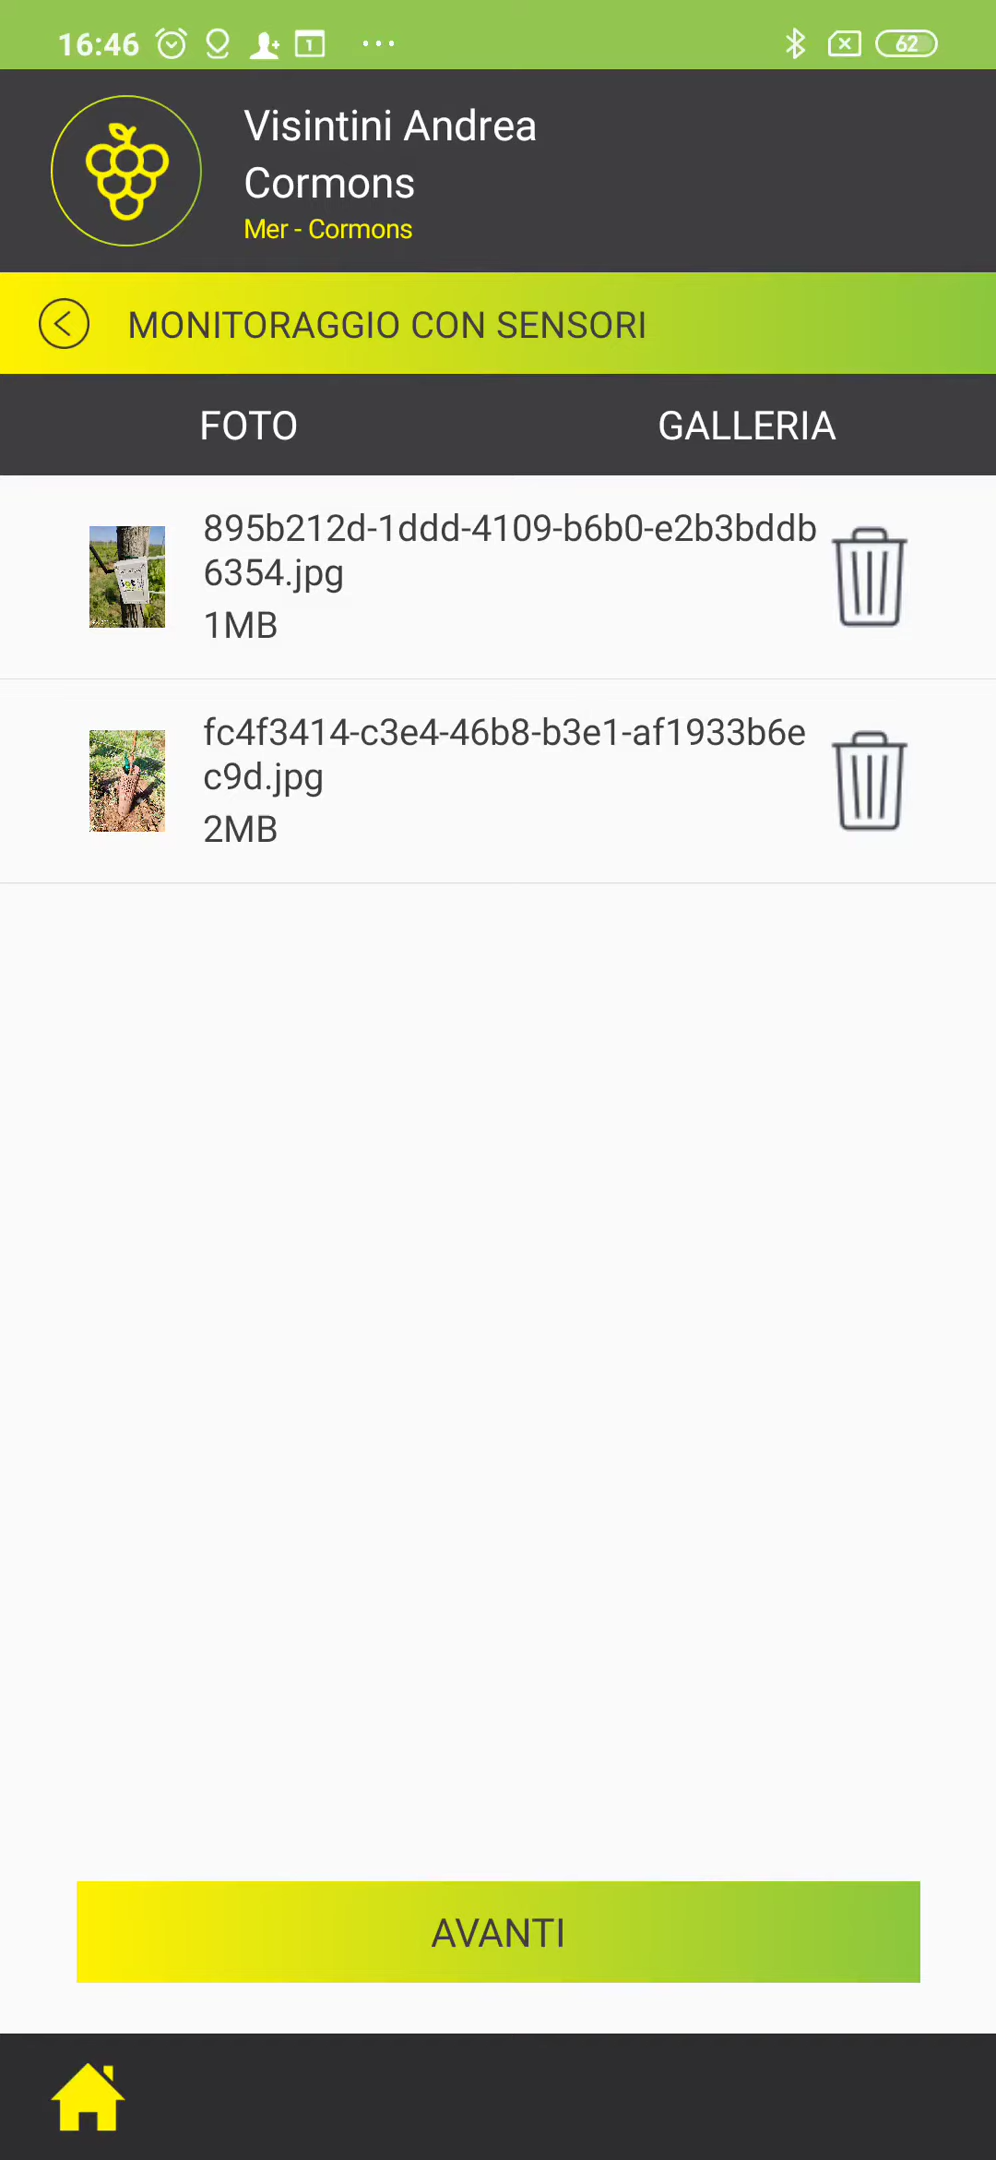 16:46
1
62
Visintini Andrea
Cormons
Mer - Cormons
MONITORAGGIO CON SENSORI
FOTO
GALLERIA
895b212d-1ddd-4109-b6b0-e2b3bddb
6354.jpg
1MB
fc4f3414-c3e4-46b8-b3e1-af1933b6e
c9d.jpg
2MB
AVANTI